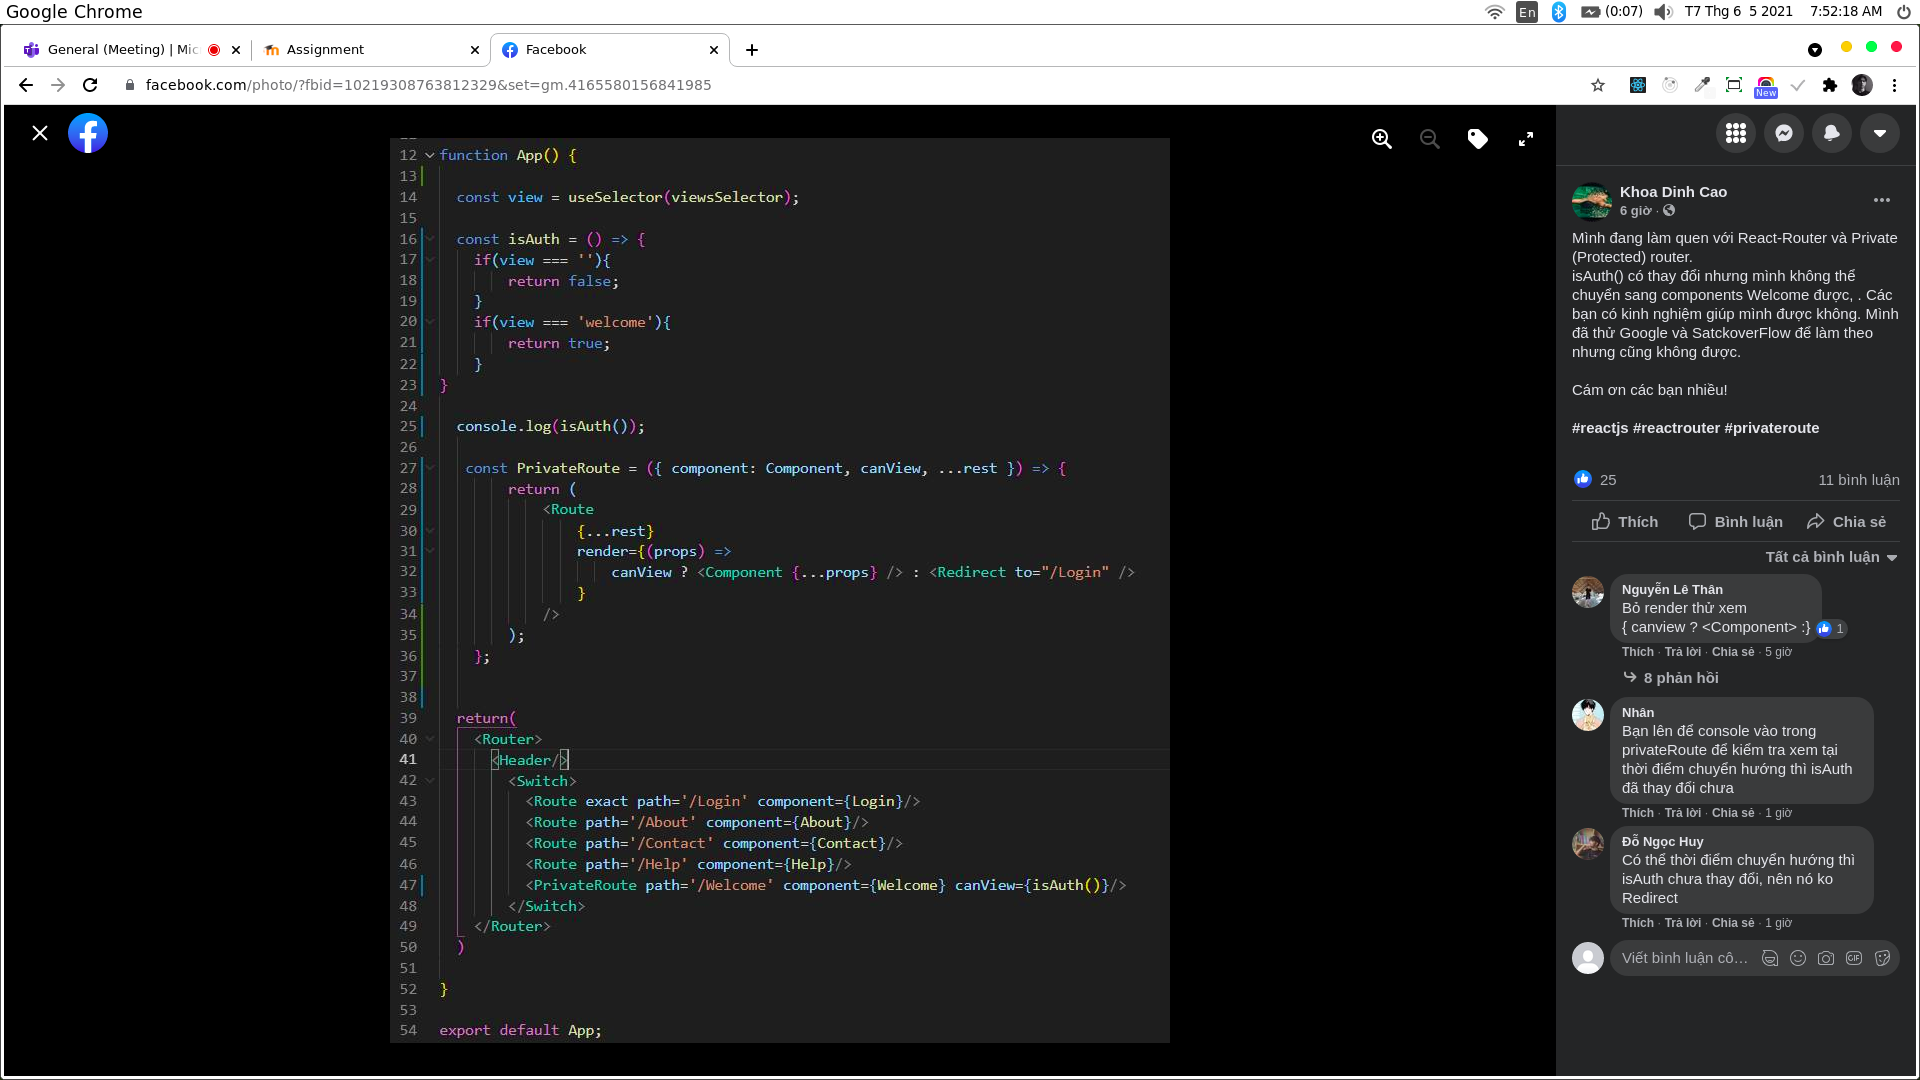 Google Chrome
En
(0:07)
T7 Thg 6 5 2021
7:52:18 AM
General (Meeting) | Mic
Assignment
Facebook
facebook.com/photo/?fbid=10219308763812329&set=gm.4165580156841985
New
12 function App() {
13
14 const view = useSelector(viewsSelector);
15
16 const isAuth = () => {
17 if(view === ''){
18 return false;
19 }
20 if(view === 'welcome'){
21 return true;
22 }
23 }
24
25 console.log(isAuth());
26
27 const PrivateRoute = ({ component: Component, canView, ...rest }) => {
28 return (
29 <Route
30 {...rest}
31 render={(props) =>
32 canView ? <Component {...props} /> : <Redirect to="/Login" />
33 }
34 />
35 );
36 };
37
38
39 return(
40 <Router>
41 <Header/>
42 <Switch>
43 <Route exact path='/Login' component={Login}/>
44 <Route path='/About' component={About}/>
45 <Route path='/Contact' component={Contact}/>
46 <Route path='/Help' component={Help}/>
47 <PrivateRoute path='/Welcome' component={Welcome} canView={isAuth()}/>
48 </Switch>
49 </Router>
50 )
51
52 }
53
54 export default App;
Khoa Dinh Cao
6 giờ ·
Mình đang làm quen với React-Router và Private
(Protected) router.
isAuth() có thay đổi nhưng mình không thể
chuyển sang components Welcome được, . Các
bạn có kinh nghiệm giúp mình được không. Mình
đã thử Google và SatckoverFlow để làm theo
nhưng cũng không được.
Cám ơn các bạn nhiều!
#reactjs #reactrouter #privateroute
25
11 bình luận
Thích
Bình luận
Chia sẻ
Tất cả bình luận
Nguyễn Lê Thân
Bỏ render thử xem
{ canview ? <Component> :}
1
Thích · Trả lời · Chia sẻ · 5 giờ
8 phản hồi
Nhân
Bạn lên để console vào trong
privateRoute để kiểm tra xem tại
thời điểm chuyển hướng thì isAuth
đã thay đổi chưa
Thích · Trả lời · Chia sẻ · 1 giờ
Đỗ Ngọc Huy
Có thể thời điểm chuyển hướng thì
isAuth chưa thay đổi, nên nó ko
Redirect
Thích · Trả lời · Chia sẻ · 1 giờ
Viết bình luận cô...
GIF